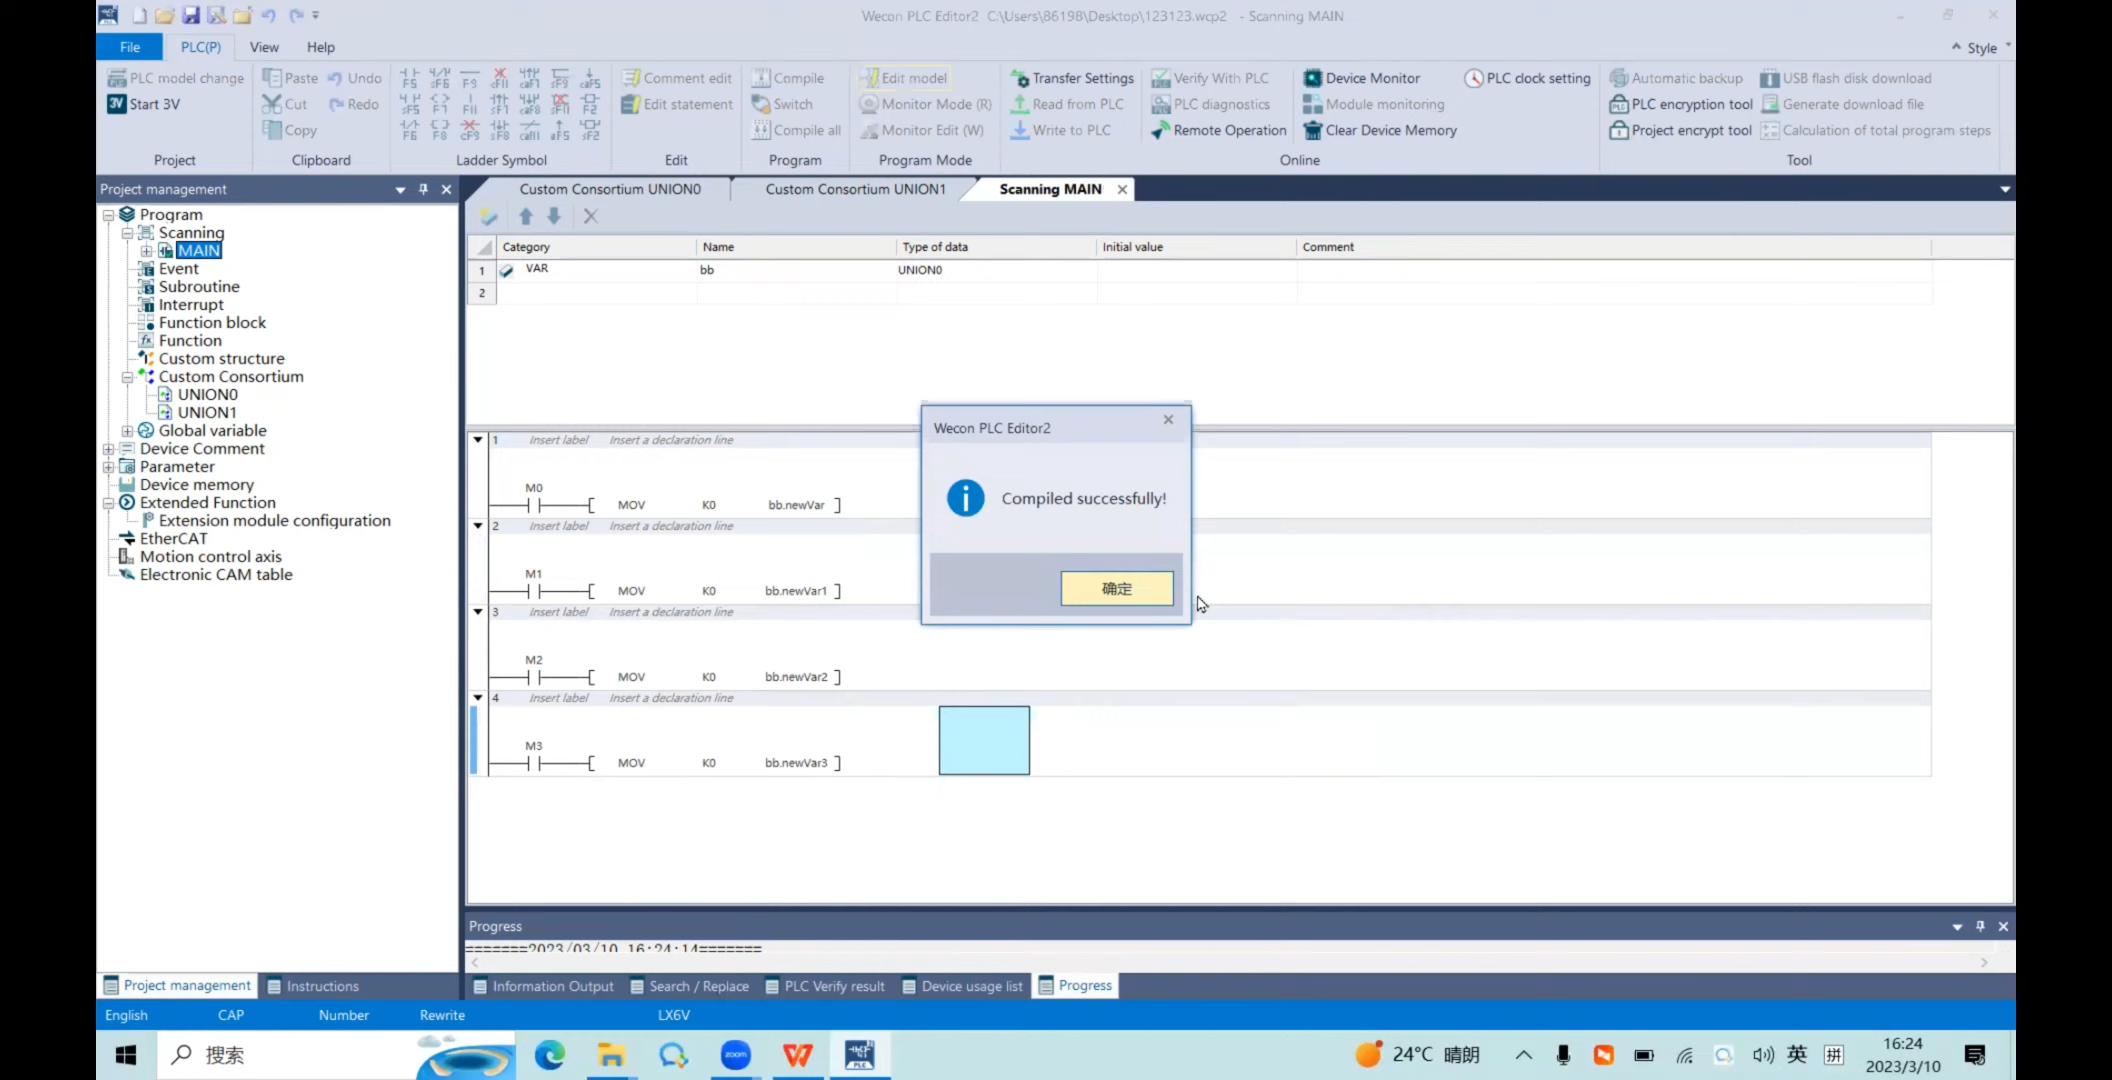 Wecon PLC Editor2 C:\Users\86198\Desktop\123123.wcp2 - Scanning MAIN
File PLC(P) View Help Style
PLC model change Paste Undo Comment edit Compile Edit model Transfer Settings Verify With PLC Device Monitor PLC clock setting Automatic backup USB flash disk download
Start 3V Cut Redo Edit statement Switch Monitor Mode (R) Read from PLC PLC diagnostics Module monitoring PLC encryption tool Generate download file
Copy Compile all Monitor Edit (W) Write to PLC Remote Operation Clear Device Memory Project encrypt tool Calculation of total program steps
Project Clipboard Ladder Symbol Edit Program Program Mode Online Tool
Project management
Program
Scanning
MAIN
Event
Subroutine
Interrupt
Function block
Function
Custom structure
Custom Consortium
UNION0
UNION1
Global variable
Device Comment
Parameter
Device memory
Extended Function
Extension module configuration
EtherCAT
Motion control axis
Electronic CAM table
Project management Instructions
Custom Consortium UNION0 Custom Consortium UNION1 Scanning MAIN
Category Name Type of data Initial value Comment
1 VAR bb UNION0
2
1 Insert label Insert a declaration line
M0
MOV K0 bb.newVar
2 Insert label Insert a declaration line
M1
MOV K0 bb.newVar1
3 Insert label Insert a declaration line
M2
MOV K0 bb.newVar2
4 Insert label Insert a declaration line
M3
MOV K0 bb.newVar3
Wecon PLC Editor2
Compiled successfully!
确定
Progress
=======2023/03/10 16:24:14=======
Information Output Search / Replace PLC Verify result Device usage list Progress
English CAP Number Rewrite LX6V
搜索
zoom
PLC
24°C 晴朗
英
拼
16:24
2023/3/10